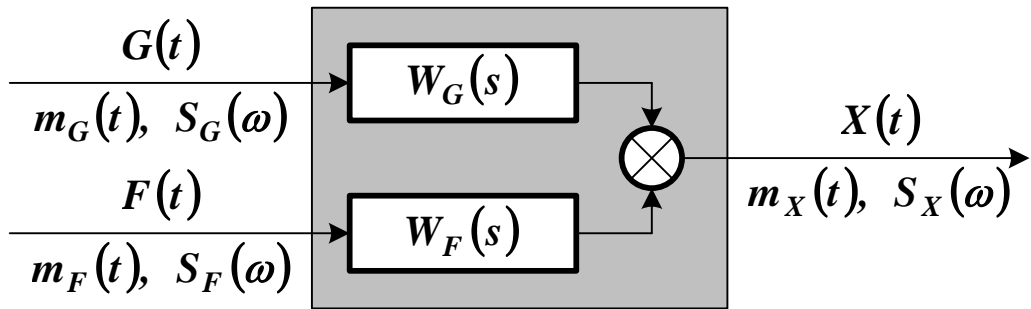 G(t)
W_G(s)
m_G(t), S_G(ω)
X(t)
F(t)
m_X(t), S_X(ω)
W_F(s)
m_F(t), S_F(ω)